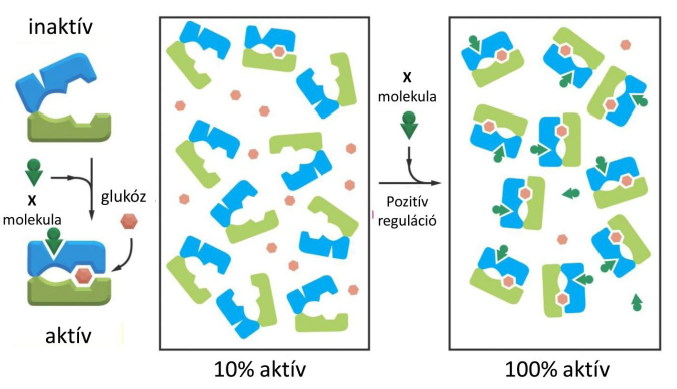 inaktív
X
molekula
glukóz
aktív
10% aktív
X
molekula
Pozitív
reguláció
100% aktív